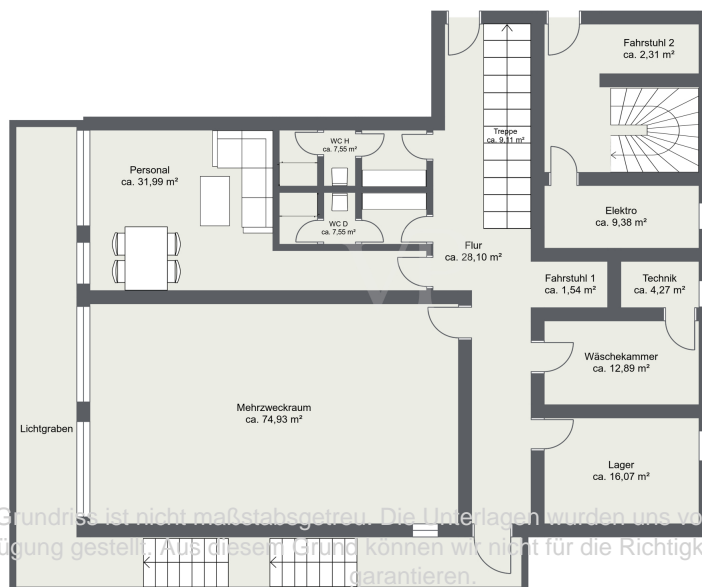 Fahrstuhl 2
ca. 2,31 m²
Treppe
ca. 9,11 m²
WC H
ca. 7,55 m²
Personal
ca. 31,99 m²
WC D
ca. 7,55 m²
Elektro
ca. 9,38 m²
Flur
ca. 28,10 m²
Fahrstuhl 1
ca. 1,54 m²
Technik
ca. 4,27 m²
Wäschekammer
ca. 12,89 m²
Mehrzweckraum
ca. 74,93 m²
Lichtgraben
Lager
ca. 16,07 m²
Grundriss ist nicht maßstabsgetreu. Die Unterlagen wurden uns vo
fügung gestellt. Aus diesem Grund können wir nicht für die Richtigk
garantieren.